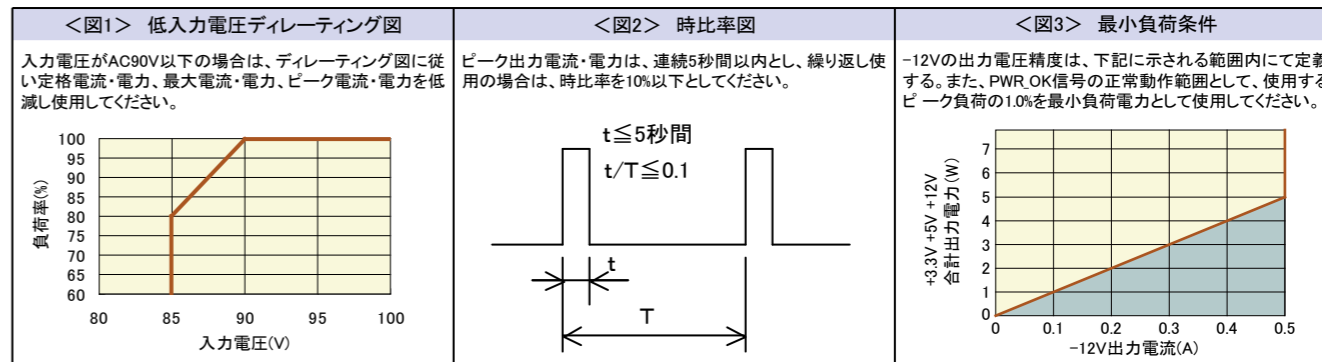 <図1> 低入力電圧ディレーティング図
入力電圧がAC90V以下の場合は、ディレーティング図に従
い定格電流・電力、最大電流・電力、ピーク電流・電力を低
減し使用してください。
100
95
90
85
80
75
70
65
60
負荷率(%)
80 85 90 95 100
入力電圧(V)
<図2> 時比率図
ピーク出力電流・電力は、連続5秒間以内とし、繰り返し使
用の場合は、時比率を10%以下としてください。
t≦5秒間
t/T≦0.1
t
T
<図3> 最小負荷条件
-12Vの出力電圧精度は、下記に示される範囲内にて定義
する。また、PWR_OK信号の正常動作範囲として、使用する
ピーク負荷の1.0%を最小負荷電力として使用してください。
7
6
5
4
3
2
1
0
+3.3V +5V +12V
合計出力電力(W)
0 0.1 0.2 0.3 0.4 0.5
-12V出力電流(A)